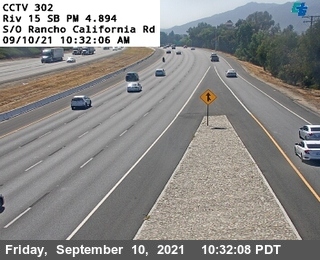 CCTV 302
Riv 15 SB PM 4.894
S/O Rancho California Rd
09/10/21 10:32:06 AM
Friday, September 10, 2021 10:32:08 PDT